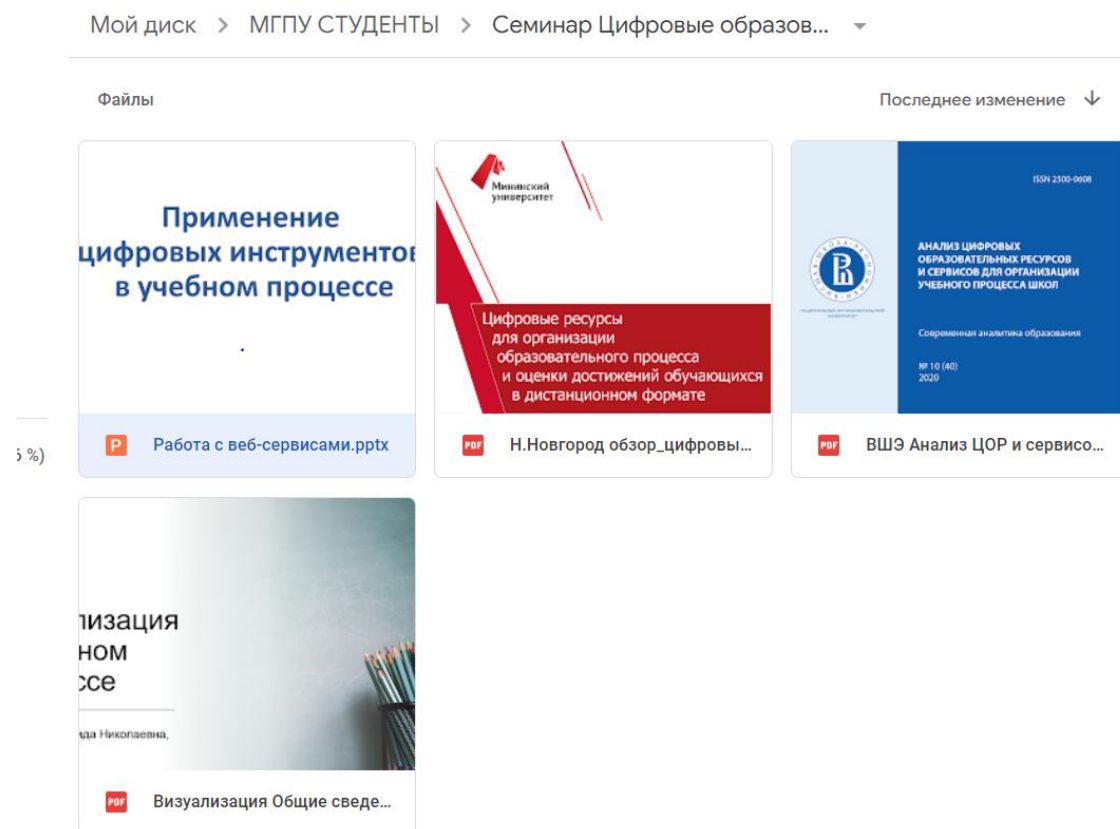 Мой диск > МГПУ СТУДЕНТЫ > Семинар Цифровые образов...
Файлы
Последнее изменение
Применение
цифровых инструментов
в учебном процессе
P
Работа с веб-сервисами.pptx
Мининский
университет
Цифровые ресурсы
для организации
образовательного процесса
и оценки достижений обучающихся
в дистанционном формате
PDF
Н.Новгород обзор_цифровы...
ISSN 2500-0608
АНАЛИЗ ЦИФРОВЫХ
ОБРАЗОВАТЕЛЬНЫХ РЕСУРСОВ
И СЕРВИСОВ ДЛЯ ОРГАНИЗАЦИИ
УЧЕБНОГО ПРОЦЕССА ШКОЛ
Современная аналитика образования
№ 10 (40)
2020
PDF
ВШЭ Анализ ЦОР и сервисо...
%)
лизация
ном
ссе
да Николаевна,
PDF
Визуализация Общие сведе...